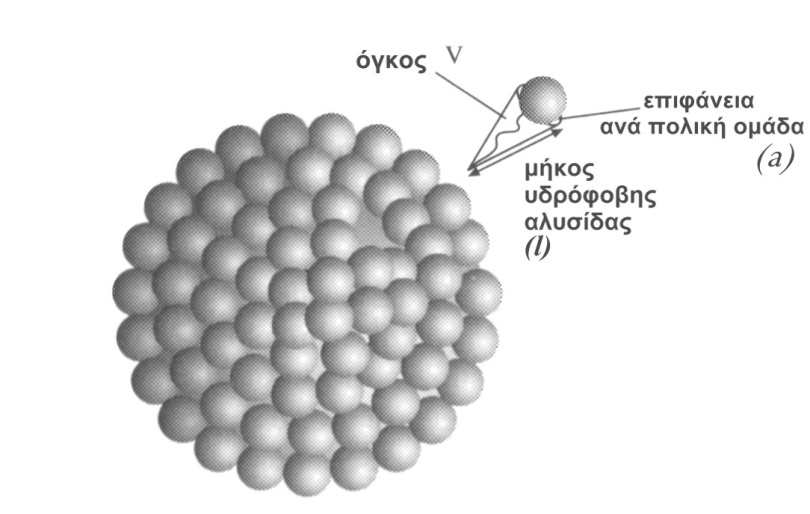 όγκος V
επιφάνεια
ανά πολική ομάδα
(a)
μήκος
υδρόφοβης
αλυσίδας
(l)